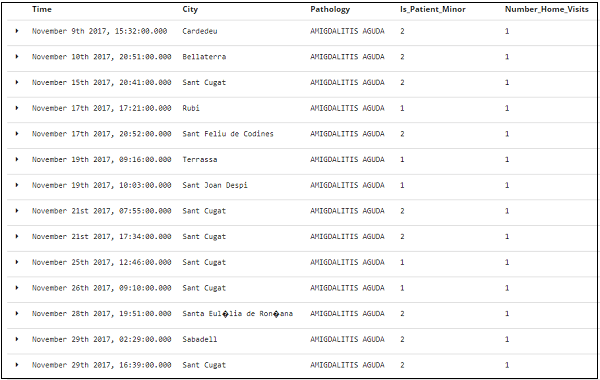 Time City Pathology Is_Patient_Minor Number_Home_Visits
November 9th 2017, 15:32:00.000 Cardedeu AMIGDALITIS AGUDA 2 1
November 10th 2017, 20:51:00.000 Bellaterra AMIGDALITIS AGUDA 2 1
November 15th 2017, 20:41:00.000 Sant Cugat AMIGDALITIS AGUDA 2 1
November 17th 2017, 17:21:00.000 Rubi AMIGDALITIS AGUDA 1 1
November 17th 2017, 20:52:00.000 Sant Feliu de Codines AMIGDALITIS AGUDA 2 1
November 19th 2017, 09:16:00.000 Terrassa AMIGDALITIS AGUDA 1 1
November 19th 2017, 10:03:00.000 Sant Joan Despi AMIGDALITIS AGUDA 1 1
November 21st 2017, 07:55:00.000 Sant Cugat AMIGDALITIS AGUDA 2 1
November 21st 2017, 17:34:00.000 Sant Cugat AMIGDALITIS AGUDA 2 1
November 25th 2017, 12:46:00.000 Sant Cugat AMIGDALITIS AGUDA 1 1
November 26th 2017, 09:10:00.000 Sant Cugat AMIGDALITIS AGUDA 1 1
November 28th 2017, 19:51:00.000 Santa Eul�lia de Ron�ana AMIGDALITIS AGUDA 2 1
November 29th 2017, 02:29:00.000 Sabadell AMIGDALITIS AGUDA 2 1
November 29th 2017, 16:39:00.000 Sant Cugat AMIGDALITIS AGUDA 2 1